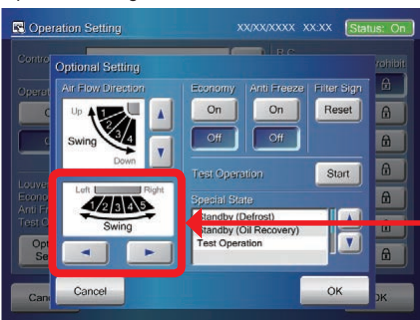 Operation Setting
XX/XX/XXXX XX:XX
Status: On
Contro
R.C.
rohibit
Optional Setting
Operat
Air Flow Direction
Economy
Anti Freeze
Filter Sign
Up
1
2
3
4
Swing
Down
On
On
Reset
Off
Off
Test Operation
Start
Louve
Econo
Anti Fr
Test O
Left
Right
1/2/3/4/5
Swing
Special State
Standby (Defrost)
Standby (Oil Recovery)
Test Operation
Opt
Se
Can
Cancel
OK
OK